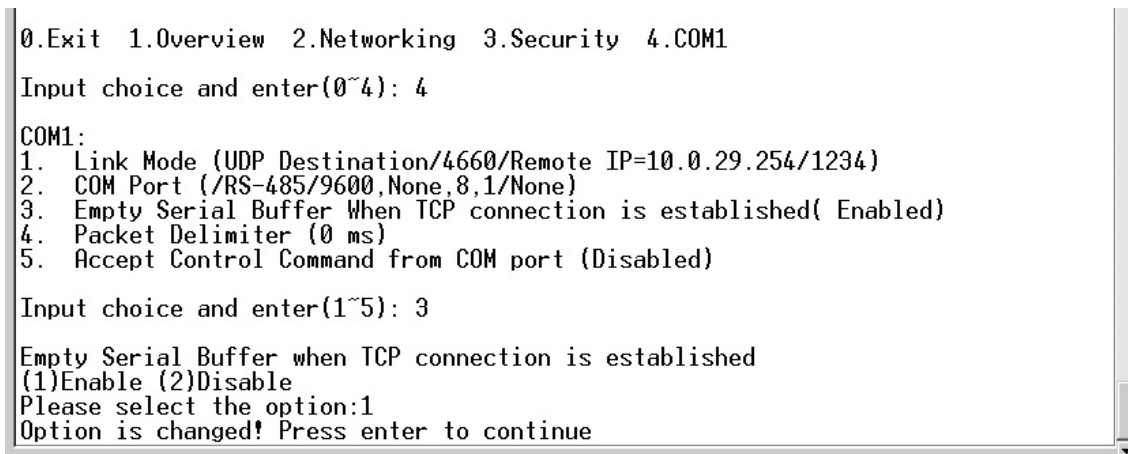 0.Exit  1.Overview  2.Networking  3.Security  4.COM1
Input choice and enter(0~4): 4
COM1:
1.  Link Mode (UDP Destination/4660/Remote IP=10.0.29.254/1234)
2.  COM Port (/RS-485/9600,None,8,1/None)
3.  Empty Serial Buffer When TCP connection is established( Enabled)
4.  Packet Delimiter (0 ms)
5.  Accept Control Command from COM port (Disabled)
Input choice and enter(1~5): 3
Empty Serial Buffer when TCP connection is established
(1)Enable (2)Disable
Please select the option:1
Option is changed! Press enter to continue